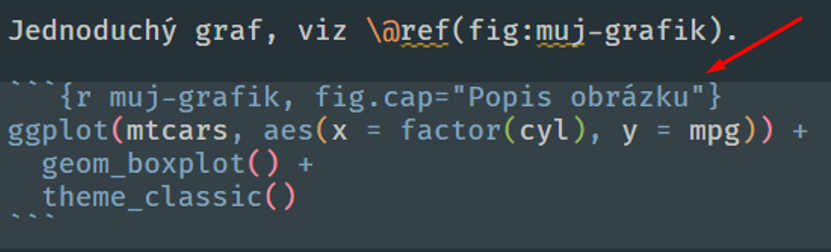 Jednoduchý graf, viz \@ref(fig:muj-grafik).
```{r muj-grafik, fig.cap="Popis obrázku"}
ggplot(mtcars, aes(x = factor(cyl), y = mpg)) +
  geom_boxplot() +
  theme_classic()
```